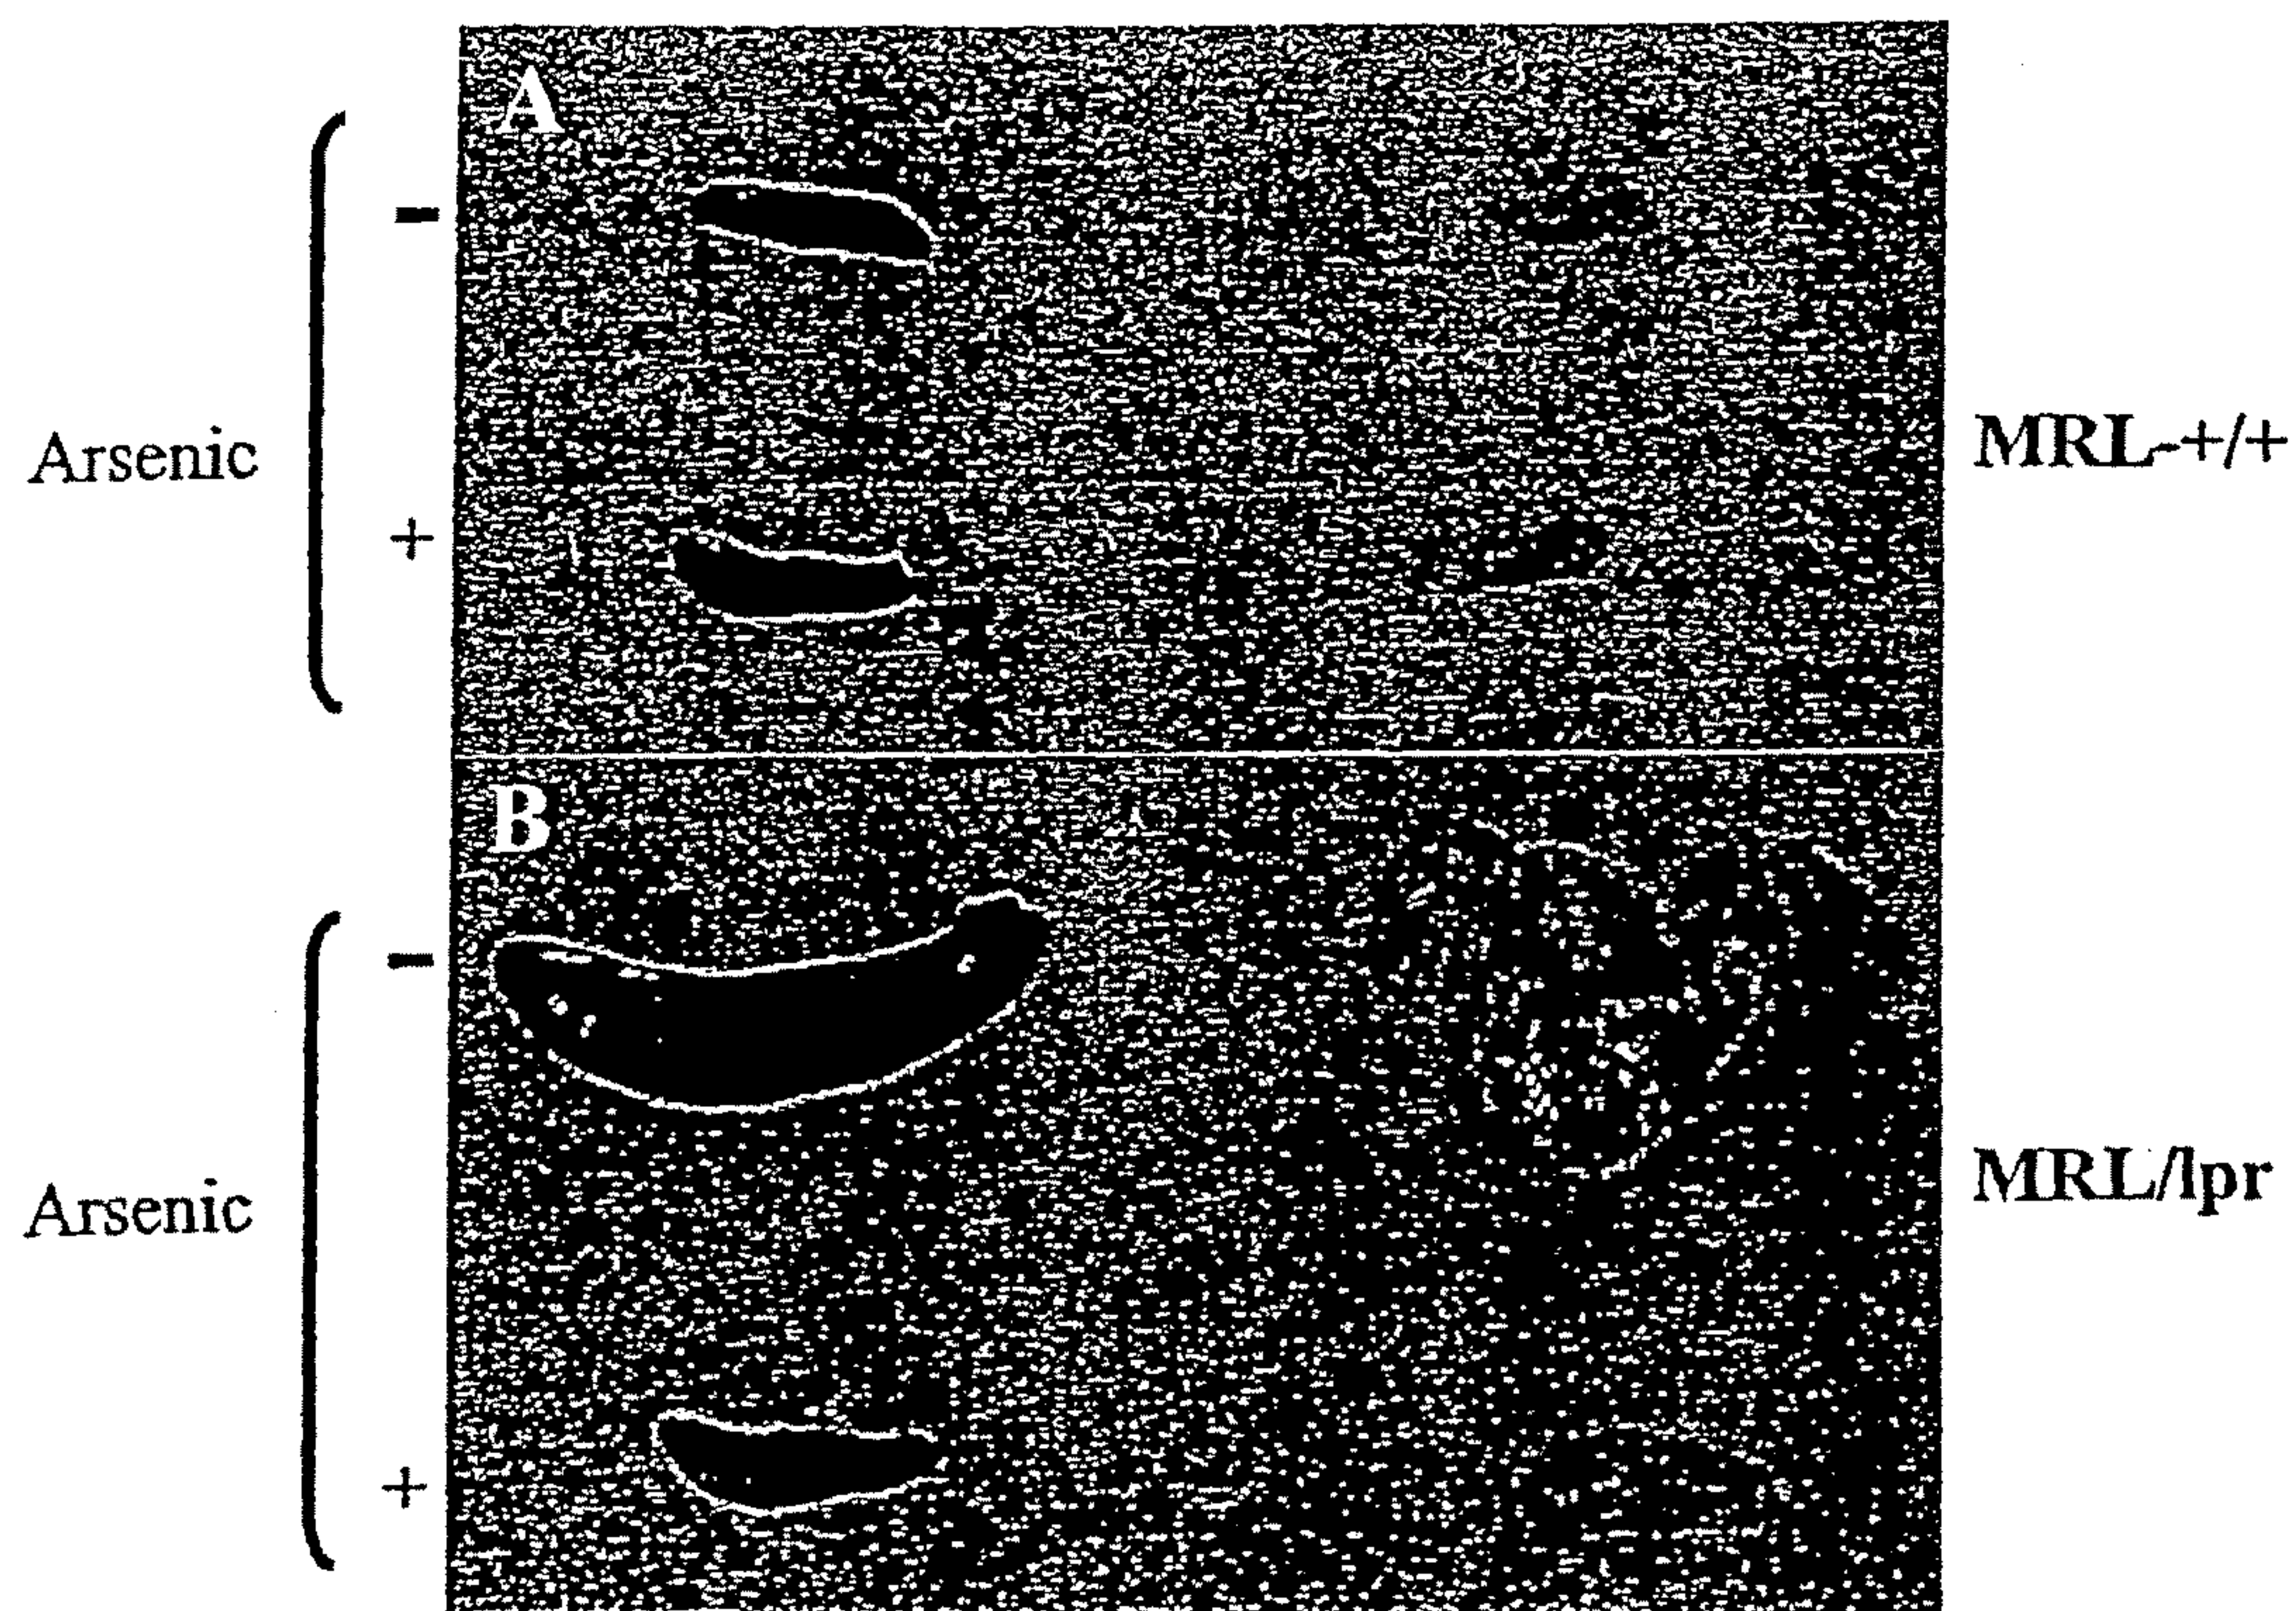 A
-
Arsenic
MRL-+/+
+
B
-
Arsenic
MRL/lpr
+